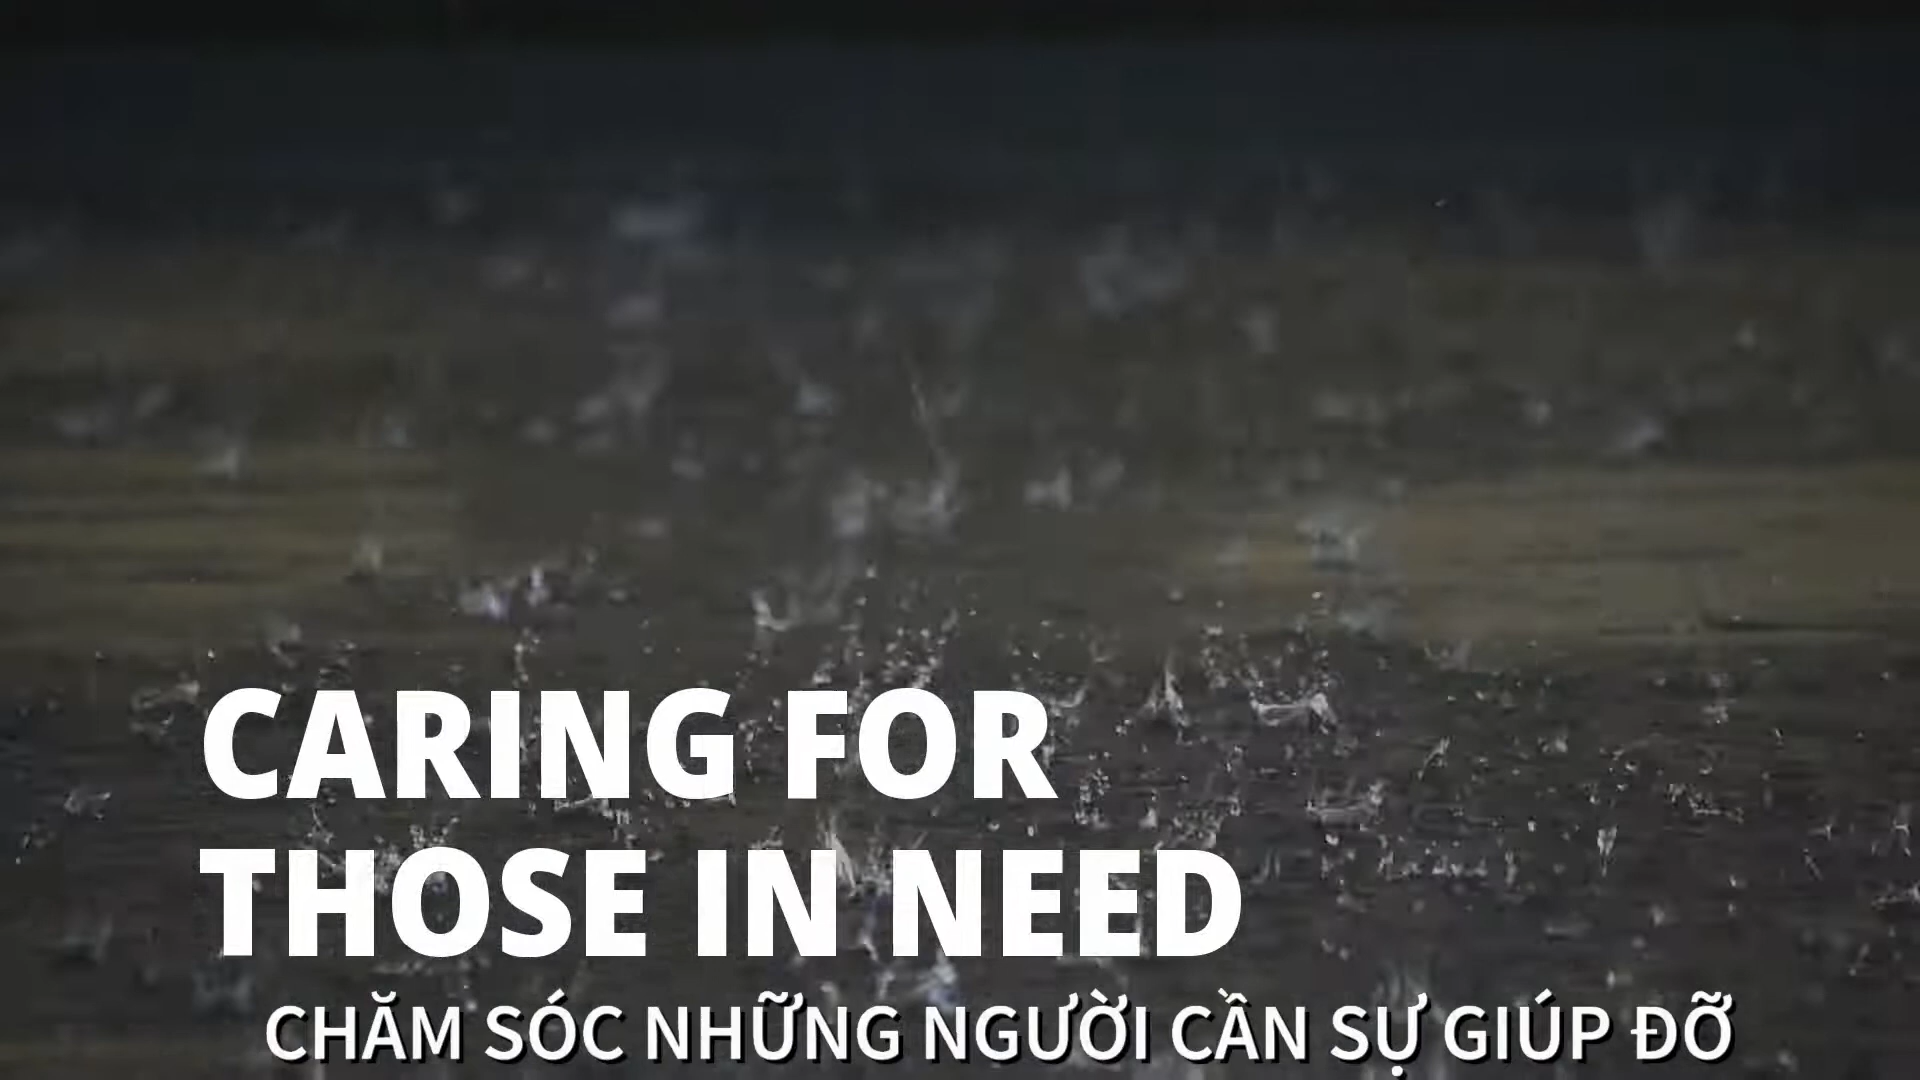 CARING FOR
THOSE IN NEED
CHĂM SÓC NHỮNG NGƯỜI CẦN SỰ GIÚP ĐỠ